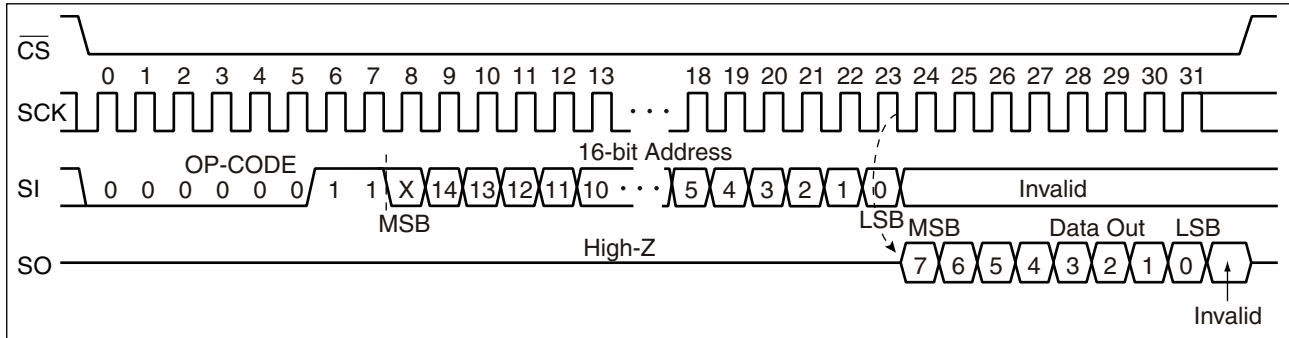 CS
0 1 2 3 4 5 6 7 8 9 10 11 12 13 18 19 20 21 22 23 24 25 26 27 28 29 30 31
SCK
· · ·
16-bit Address
OP-CODE
SI
0 0 0 0 0 0 1 1 X 14 13 12 11 10 · · · 5 4 3 2 1 0 Invalid
MSB
LSB
MSB Data Out LSB
High-Z
SO
7 6 5 4 3 2 1 0
Invalid